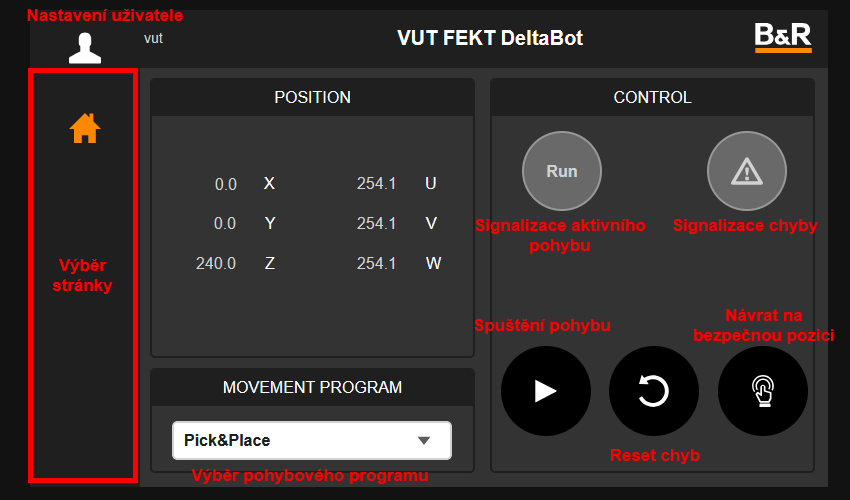 Nastavení uživatele
vut
VUT FEKT DeltaBot
B&R
POSITION
0.0 X 254.1 U
0.0 Y 254.1 V
240.0 Z 254.1 W
CONTROL
Run
Signalizace aktivního
pohybu
Signalizace chyby
Výběr
stránky
Spuštění pohybu
Návrat na
bezpečnou pozici
Reset chyb
MOVEMENT PROGRAM
Pick&Place
Výběr pohybového programu